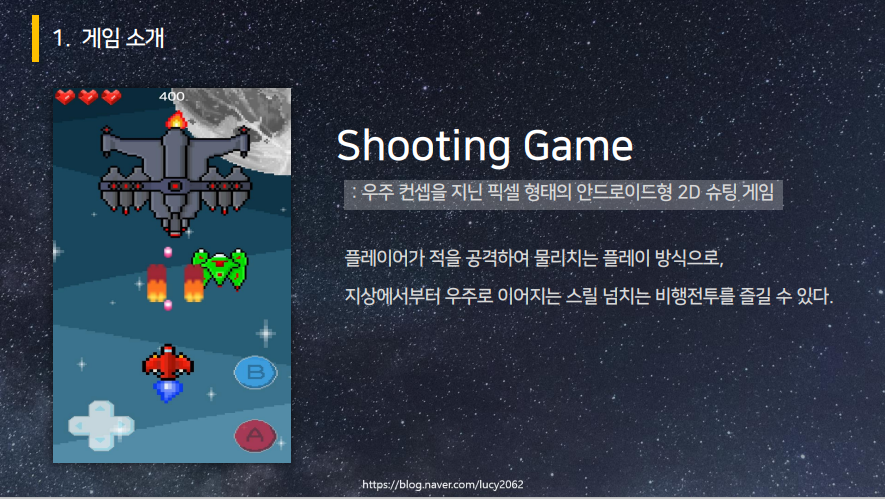 1. 게임 소개
400
Shooting Game
: 우주 컨셉을 지닌 픽셀 형태의 안드로이드형 2D 슈팅 게임
플레이어가 적을 공격하여 물리치는 플레이 방식으로,
지상에서부터 우주로 이어지는 스릴 넘치는 비행전투를 즐길 수 있다.
B
A
https://blog.naver.com/lucy2062